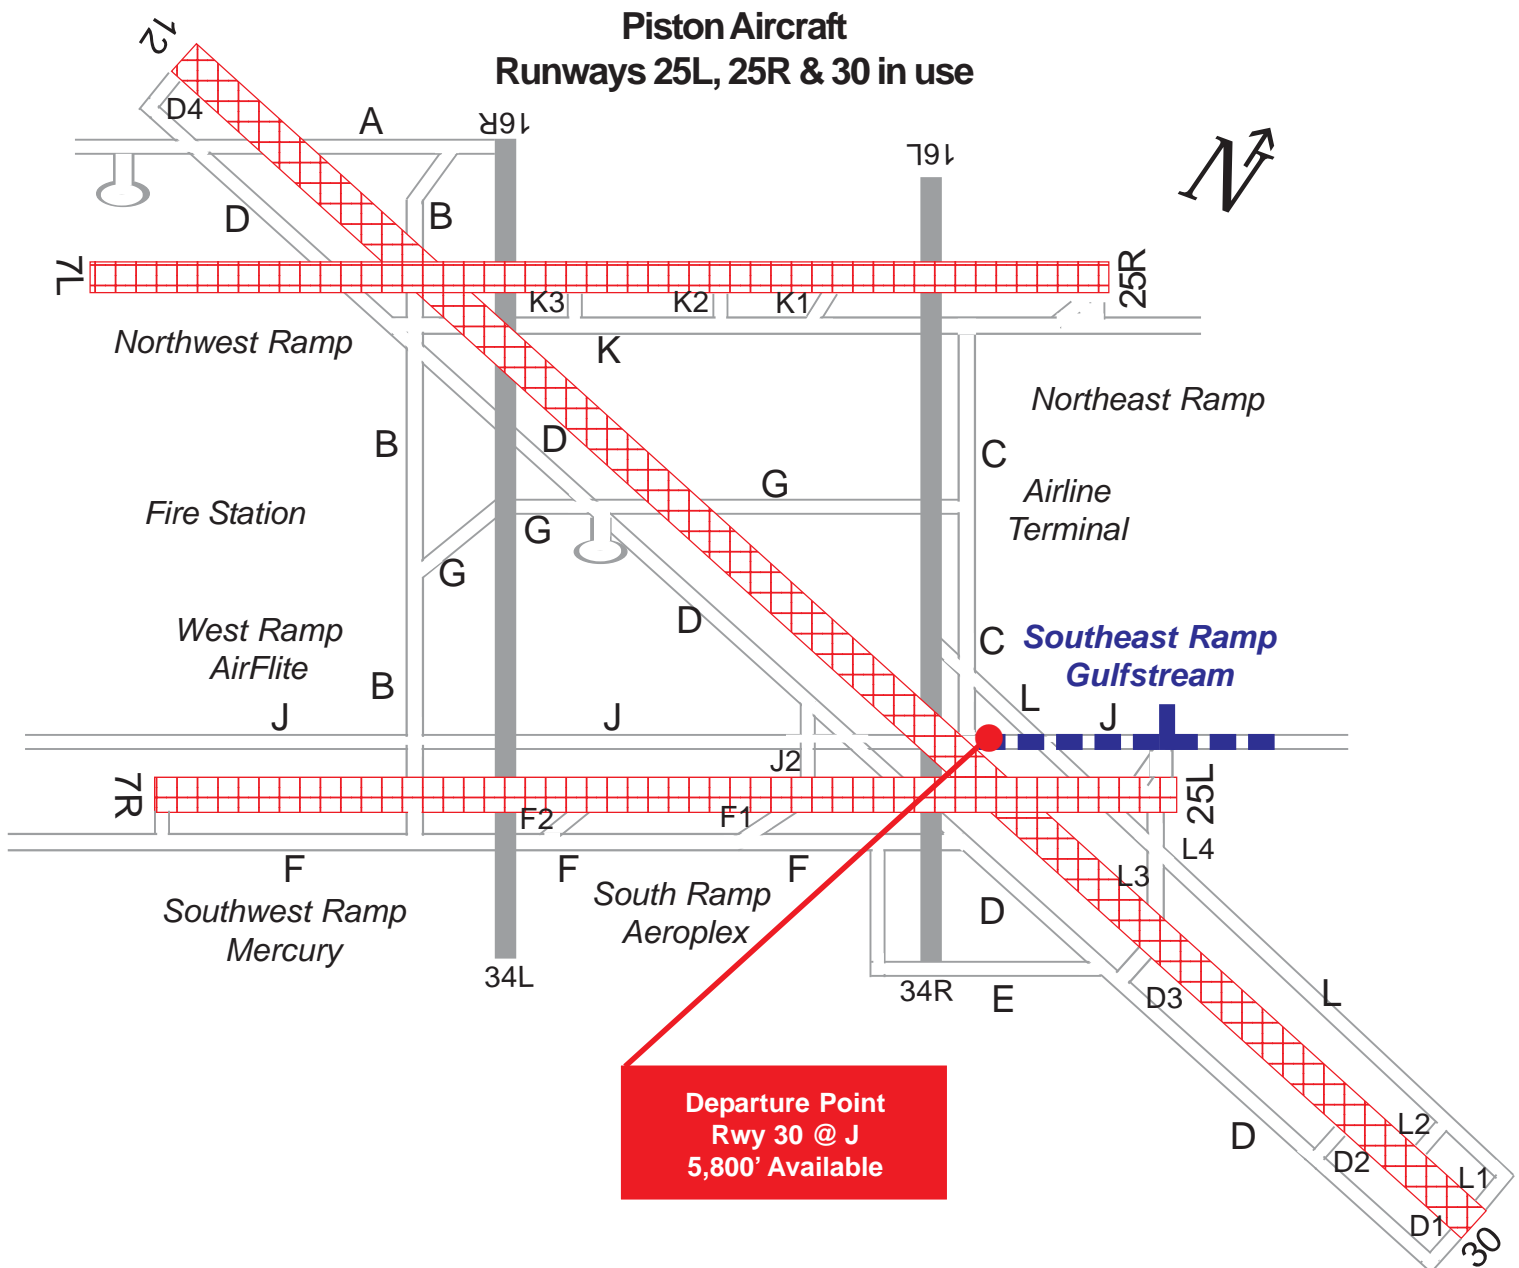 Piston Aircraft
Runways 25L, 25R & 30 in use
12
D4
A
16R
16L
N
D
B
7L
25R
K3
K2
K1
Northwest Ramp
K
Northeast Ramp
B
D
C
G
Airline
Terminal
Fire Station
G
G
D
West Ramp
AirFlite
C
Southeast Ramp
Gulfstream
B
L
J
J
J
J2
7R
25L
F2
F1
L4
F
F
F
L3
Southwest Ramp
Mercury
South Ramp
Aeroplex
D
34L
34R
E
D3
L
Departure Point
Rwy 30 @ J
5,800' Available
D
L2
D2
L1
D1
30